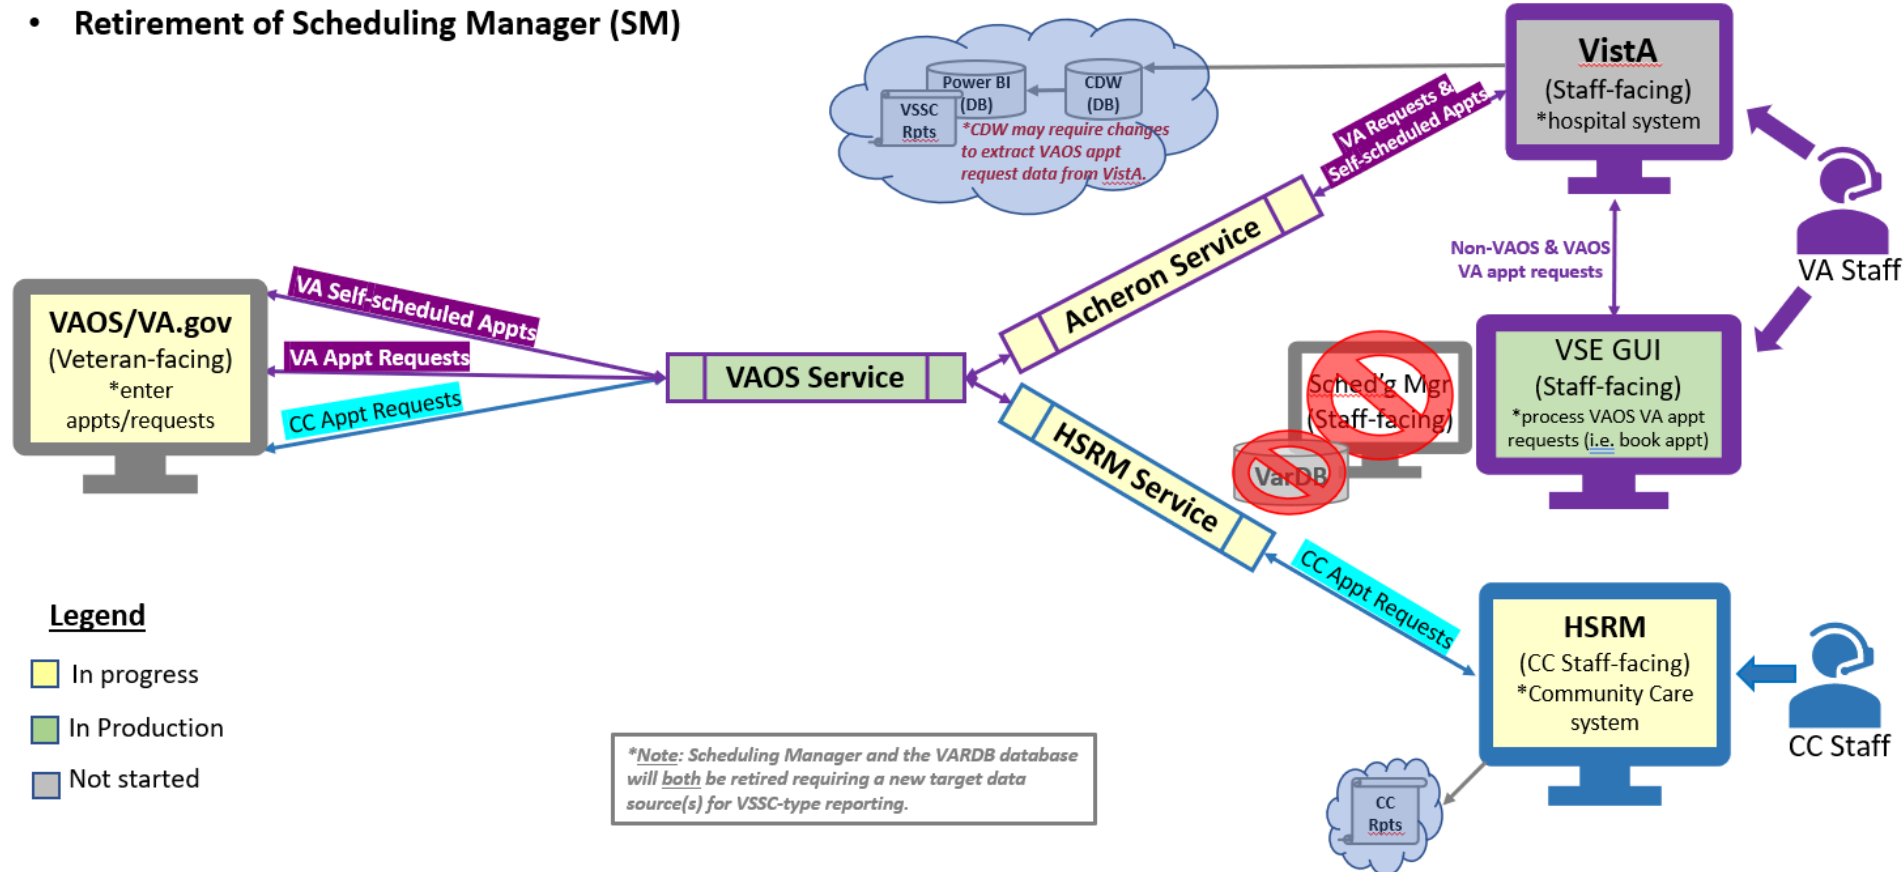 • Retirement of Scheduling Manager (SM)
Power BI
(DB)
CDW
(DB)
VSSC
Rpts
*CDW may require changes
to extract VAOS appt
request data from VistA.
VA Requests &
Self-scheduled Appts
VistA
(Staff-facing)
*hospital system
VA Staff
Non-VAOS & VAOS
VA appt requests
Acheron Service
VA Self-scheduled Appts
VA Appt Requests
CC Appt Requests
VAOS/VA.gov
(Veteran-facing)
*enter
appts/requests
VAOS Service
HSRM Service
Sched'g Mgr
(Staff-facing)
VarDB
VSE GUI
(Staff-facing)
*process VAOS VA appt
requests (i.e. book appt)
CC Appt Requests
HSRM
(CC Staff-facing)
*Community Care
system
CC Staff
CC
Rpts
Legend
In progress
In Production
Not started
*Note: Scheduling Manager and the VARDB database
will both be retired requiring a new target data
source(s) for VSSC-type reporting.